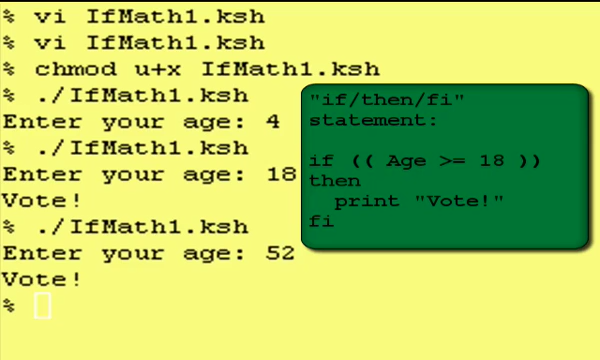 % vi IfMath1.ksh
% vi IfMath1.ksh
% chmod u+x IfMath1.ksh
% ./IfMath1.ksh
Enter your age: 4
% ./IfMath1.ksh
Enter your age: 18
Vote!
% ./IfMath1.ksh
Enter your age: 52
Vote!
%
"if/then/fi"
statement:
if (( Age >= 18 ))
then
  print "Vote!"
fi